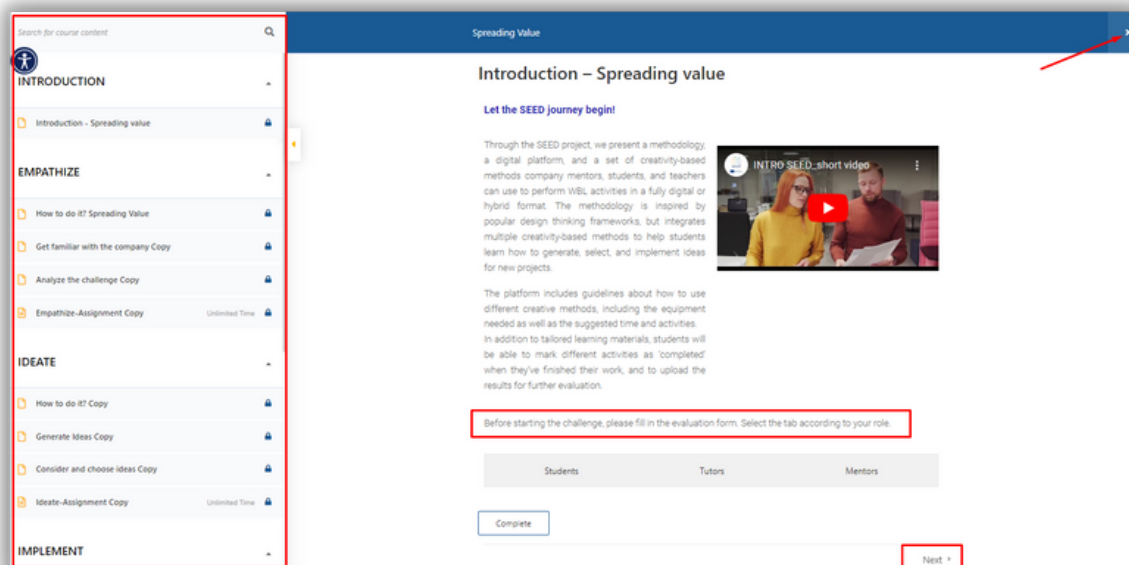 Search for course content
INTRODUCTION
Introduction - Spreading value
EMPATHIZE
How to do it? Spreading Value
Get familiar with the company Copy
Analyze the challenge Copy
Empathize-Assignment Copy Unlimited Time
IDEATE
How to do it? Copy
Generate Ideas Copy
Consider and choose ideas Copy
Ideate-Assignment Copy Unlimited Time
IMPLEMENT
Spreading Value
Introduction – Spreading value
Let the SEED journey begin!
Through the SEED project, we present a methodology,
a digital platform, and a set of creativity-based
methods company mentors, students, and teachers
can use to perform WBL activities in a fully digital or
hybrid format. The methodology is inspired by
popular design thinking frameworks, but integrates
multiple creativity-based methods to help students
learn how to generate, select, and implement ideas
for new projects.
The platform includes guidelines about how to use
different creative methods, including the equipment
needed as well as the suggested time and activities.
In addition to tailored learning materials, students will
be able to mark different activities as 'completed'
when they've finished their work, and to upload the
results for further evaluation.
INTRO SEED_short video
Before starting the challenge, please fill in the evaluation form. Select the tab according to your role.
Students Tutors Mentors
Complete
Next